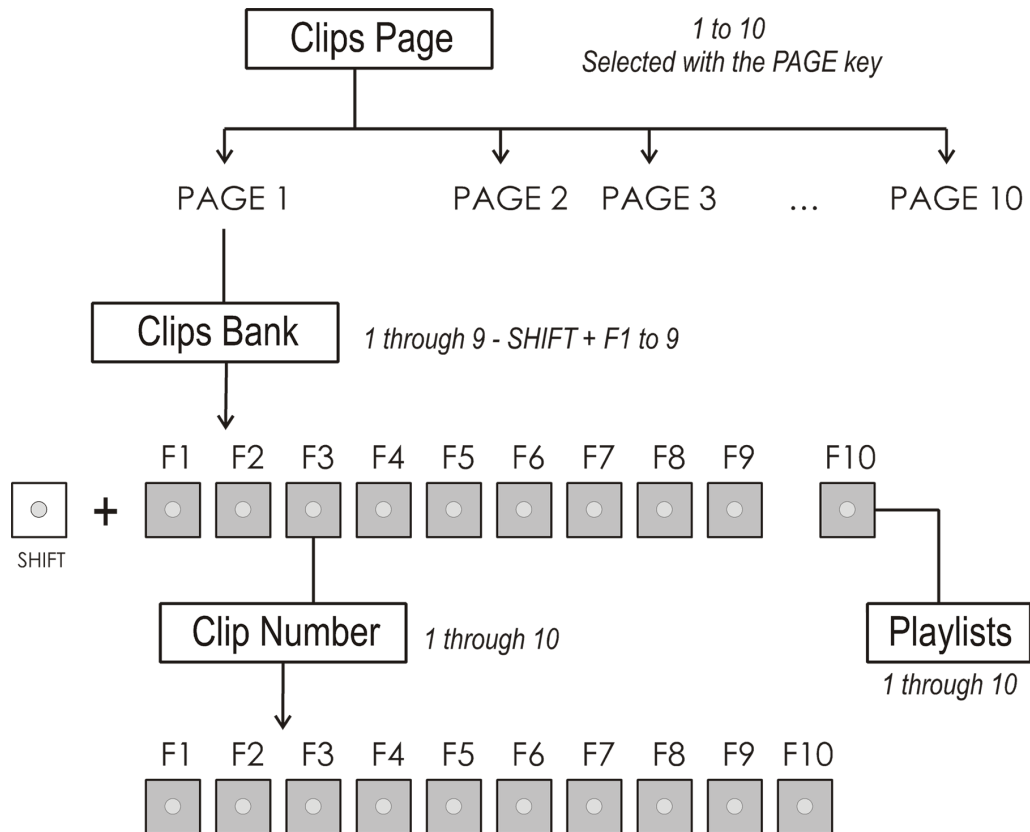 Clips Page
1 to 10
Selected with the PAGE key
PAGE 1 PAGE 2 PAGE 3 ... PAGE 10
Clips Bank
1 through 9 - SHIFT + F1 to 9
F1 F2 F3 F4 F5 F6 F7 F8 F9 F10
+
SHIFT
Clip Number
1 through 10
Playlists
1 through 10
F1 F2 F3 F4 F5 F6 F7 F8 F9 F10